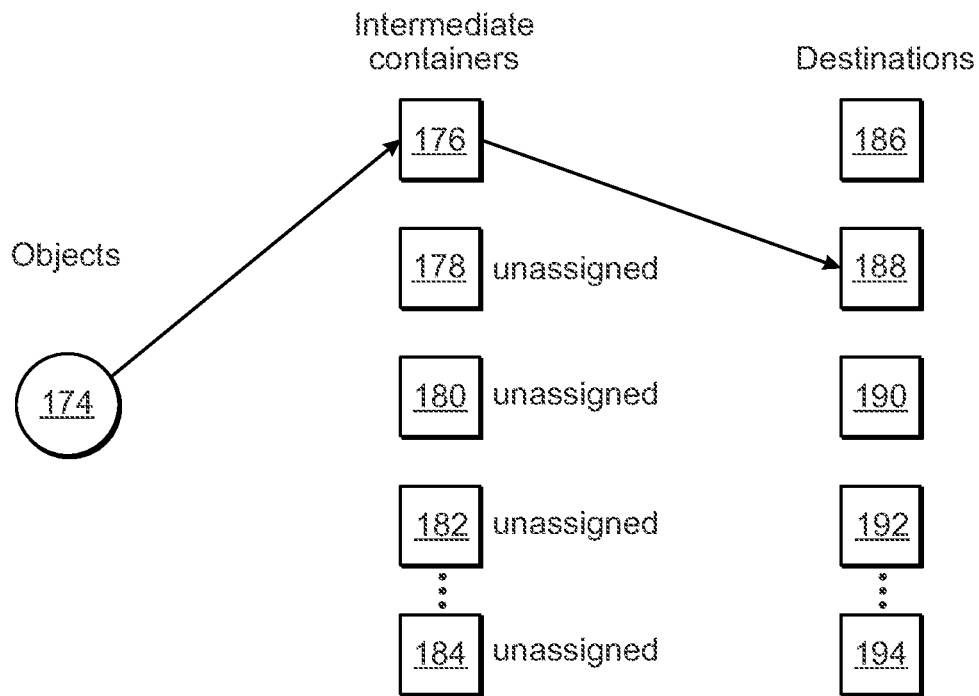 Intermediate
containers
Destinations
176
186
Objects
178 unassigned
188
174
180 unassigned
190
182 unassigned
192
184 unassigned
194